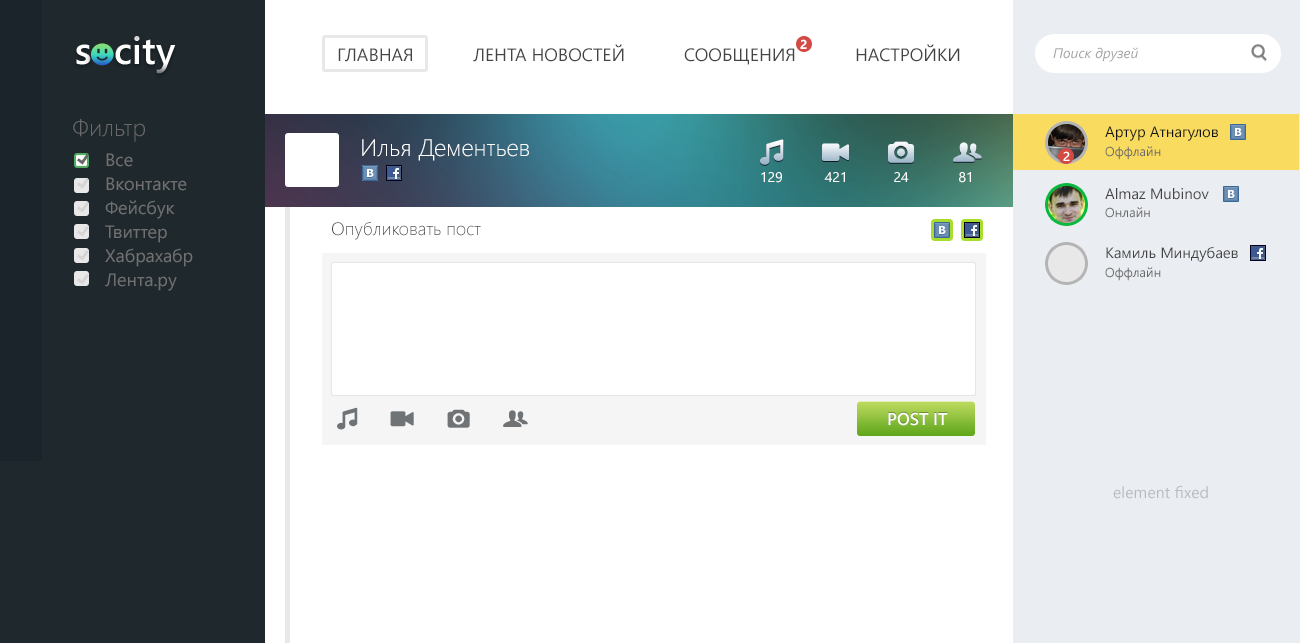 socity
Фильтр
Все
Вконтакте
Фейсбук
Твиттер
Хабрахабр
Лента.ру
ГЛАВНАЯ
ЛЕНТА НОВОСТЕЙ
СООБЩЕНИЯ 2
НАСТРОЙКИ
Илья Дементьев
B f
129
421
24
81
Опубликовать пост
B f
POST IT
Поиск друзей
Артур Атнагулов B
Оффлайн
2
Almaz Mubinov B
Онлайн
Камиль Миндубаев f
Оффлайн
element fixed